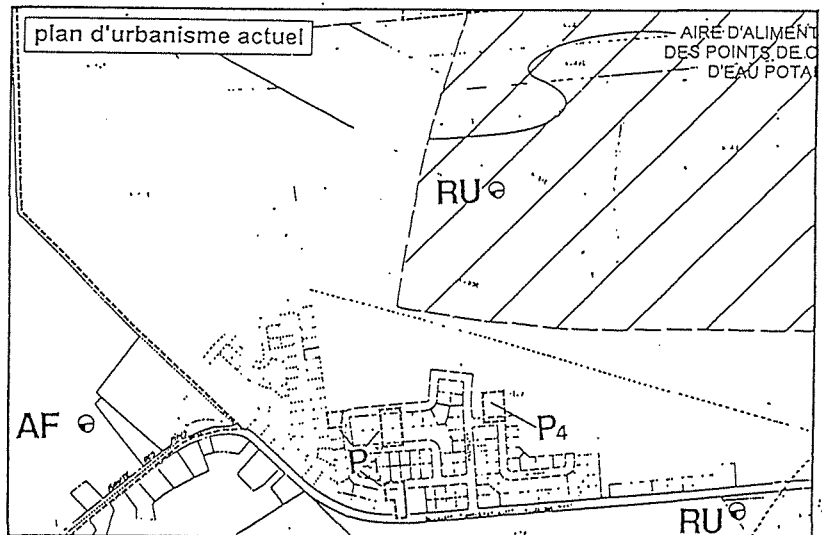 plan d'urbanisme actuel
AIRE D'ALIMENT
DES POINTS DE C
D'EAU POTA
RU
AF
P
P4
RU